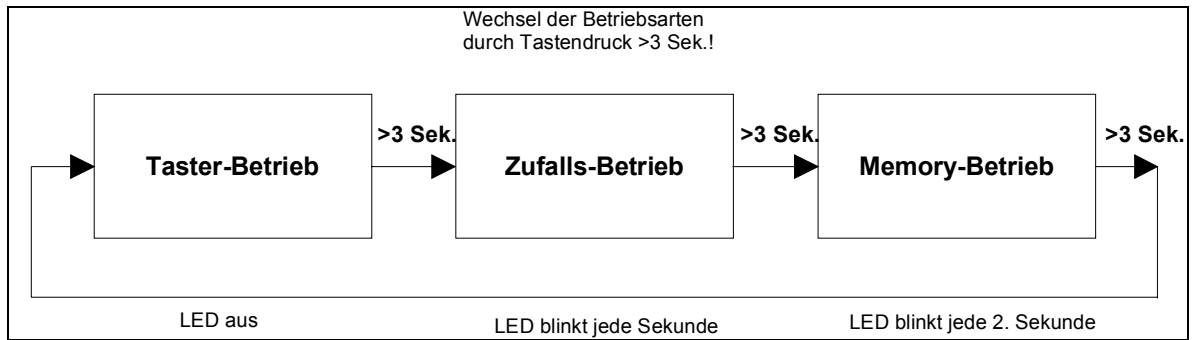 Wechsel der Betriebsarten
durch Tastendruck >3 Sek.!
Taster-Betrieb
>3 Sek.
Zufalls-Betrieb
>3 Sek.
Memory-Betrieb
>3 Sek.
LED aus
LED blinkt jede Sekunde
LED blinkt jede 2. Sekunde